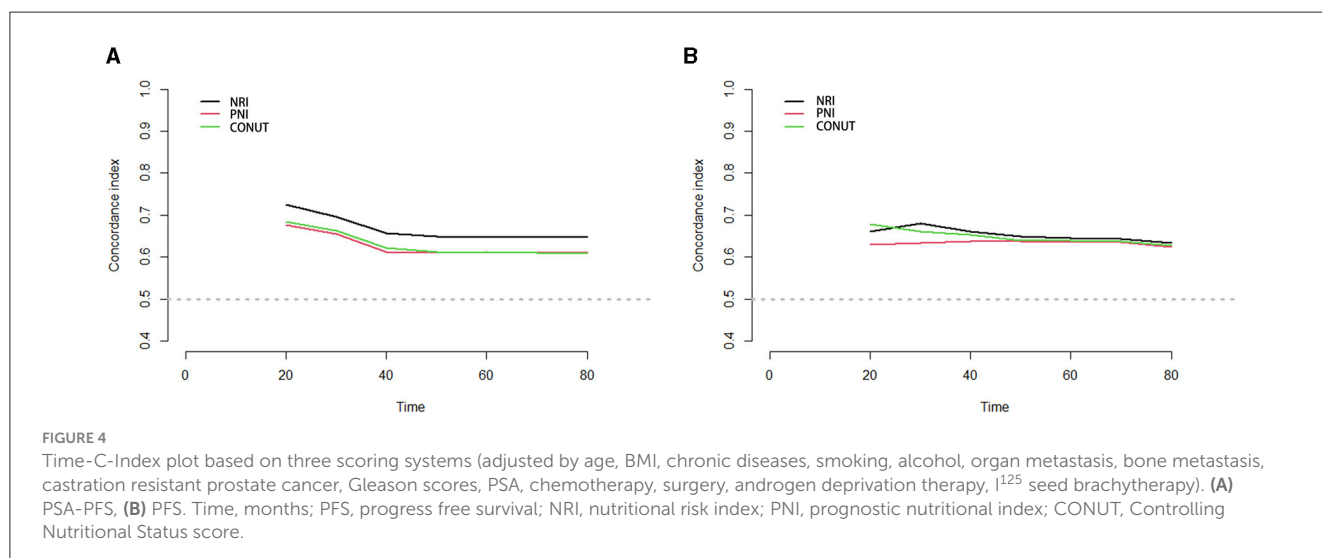 A
B
1.0
0.9
0.8
0.7
0.6
0.5
0.4
Concordance index
NRI
PNI
CONUT
0 20 40 60 80
Time
1.0
0.9
0.8
0.7
0.6
0.5
0.4
Concordance index
NRI
PNI
CONUT
0 20 40 60 80
Time
FIGURE 4
Time-C-Index plot based on three scoring systems (adjusted by age, BMI, chronic diseases, smoking, alcohol, organ metastasis, bone metastasis,
castration resistant prostate cancer, Gleason scores, PSA, chemotherapy, surgery, androgen deprivation therapy, I¹²⁵ seed brachytherapy). (A)
PSA-PFS, (B) PFS. Time, months; PFS, progress free survival; NRI, nutritional risk index; PNI, prognostic nutritional index; CONUT, Controlling
Nutritional Status score.